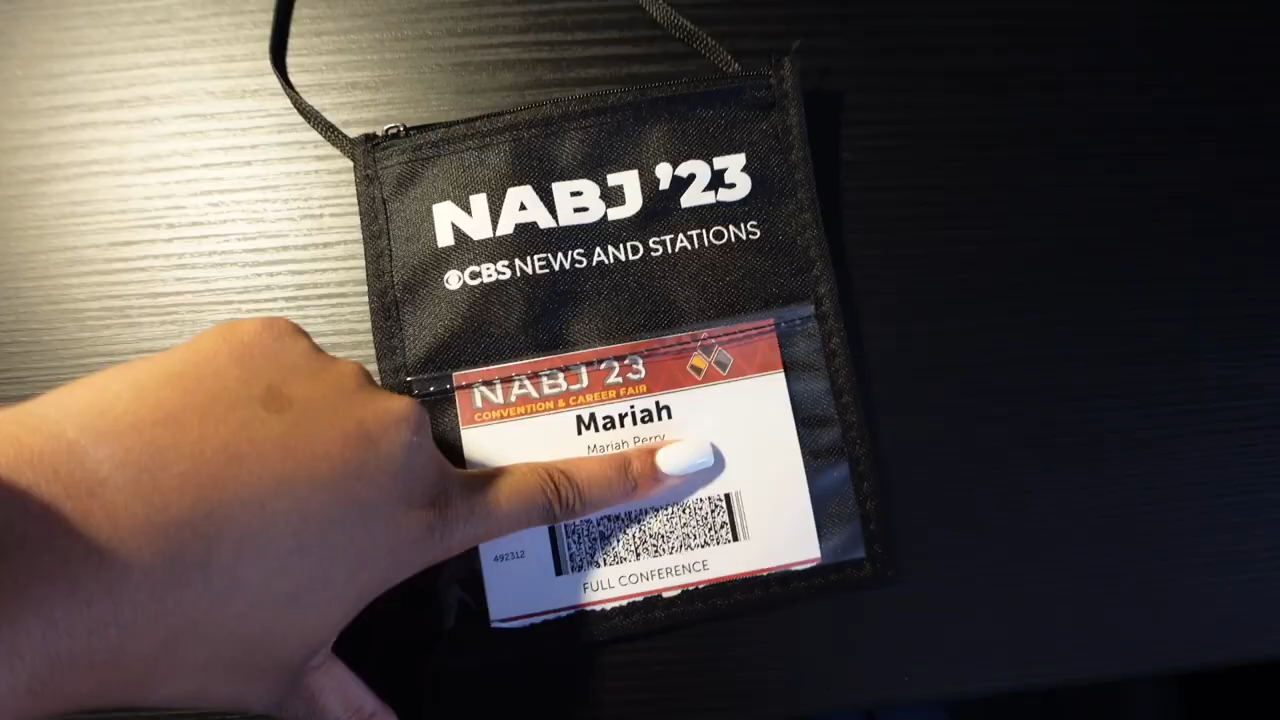 NABJ '23
CBS NEWS AND STATIONS
NABJ '23
CONVENTION & CAREER FAIR
Mariah
Mariah Perry
492312
FULL CONFERENCE